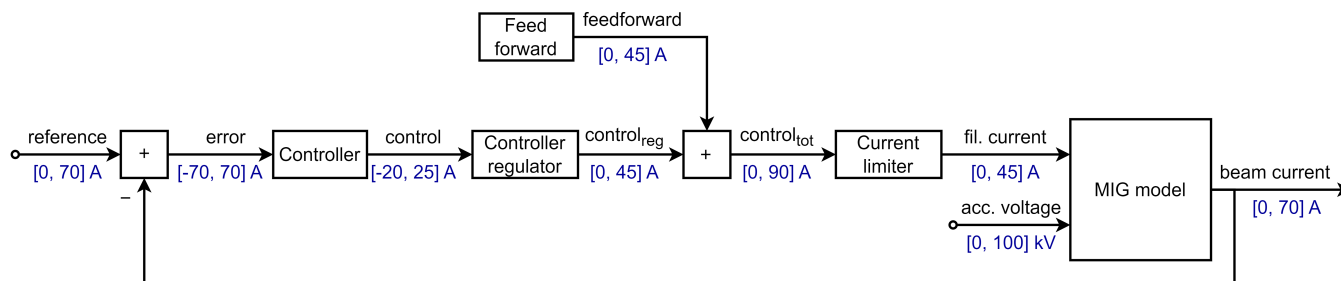 Feed
forward
feedforward
[0, 45] A
reference
[0, 70] A
+
−
error
[-70, 70] A
Controller
control
[-20, 25] A
Controller
regulator
control_reg
[0, 45] A
+
control_tot
[0, 90] A
Current
limiter
fil. current
[0, 45] A
acc. voltage
[0, 100] kV
MIG model
beam current
[0, 70] A